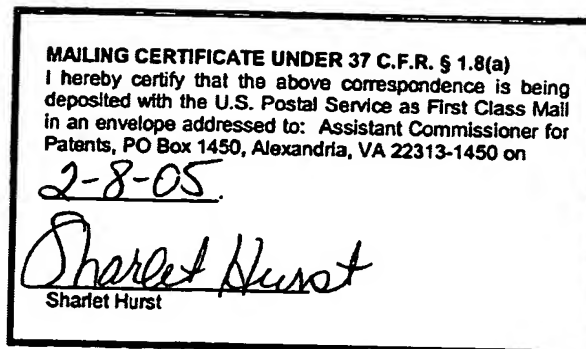 MAILING CERTIFICATE UNDER 37 C.F.R. § 1.8(a)
I hereby certify that the above correspondence is being
deposited with the U.S. Postal Service as First Class Mail
in an envelope addressed to: Assistant Commissioner for
Patents, PO Box 1450, Alexandria, VA 22313-1450 on
2-8-05.
Sharlet Hurst
Sharlet Hurst